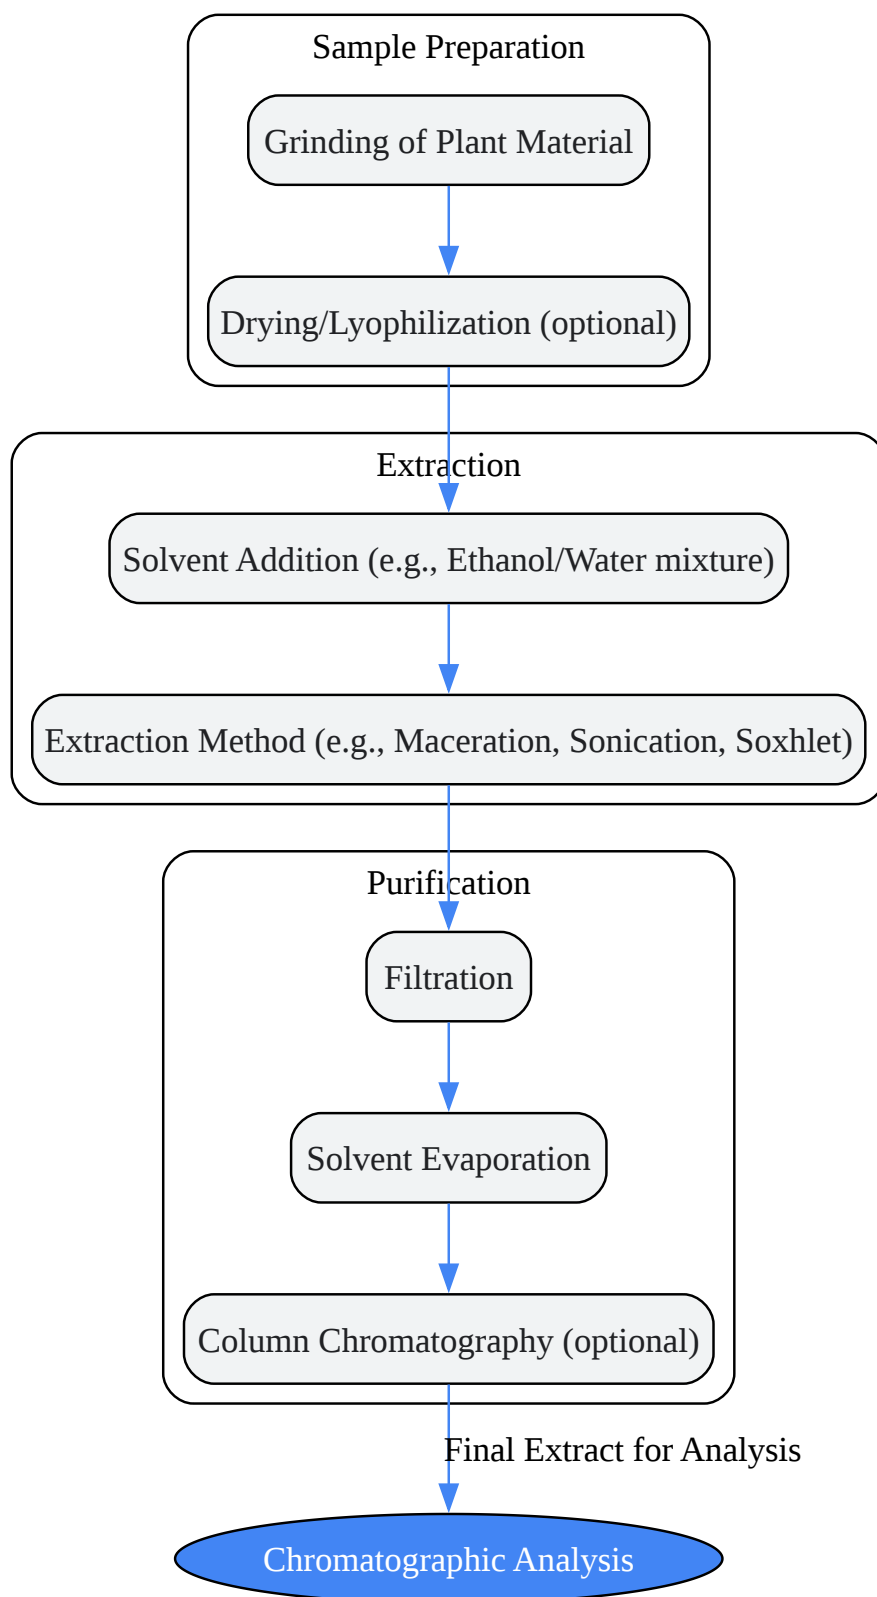 Sample Preparation
Grinding of Plant Material
Drying/Lyophilization (optional)
Extraction
Solvent Addition (e.g., Ethanol/Water mixture)
Extraction Method (e.g., Maceration, Sonication, Soxhlet)
Purification
Filtration
Solvent Evaporation
Column Chromatography (optional)
Final Extract for Analysis
Chromatographic Analysis